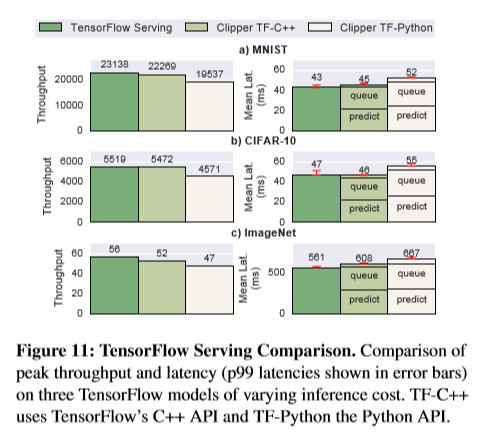 TensorFlow Serving Clipper TF-C++ Clipper TF-Python
a) MNIST
Throughput
20000
10000
0
23138 22269 19537
Mean Lat.
(ms)
60
40
20
0
43 45 52
queue queue
predict predict
b) CIFAR-10
Throughput
6000
4000
2000
0
5519 5472 4571
Mean Lat.
(ms)
60
40
20
0
47 46 55
queue queue
predict predict
c) ImageNet
Throughput
60
40
20
0
56 52 47
Mean Lat.
(ms)
500
0
561 608 667
queue queue
predict predict
Figure 11: TensorFlow Serving Comparison. Comparison of
peak throughput and latency (p99 latencies shown in error bars)
on three TensorFlow models of varying inference cost. TF-C++
uses TensorFlow's C++ API and TF-Python the Python API.